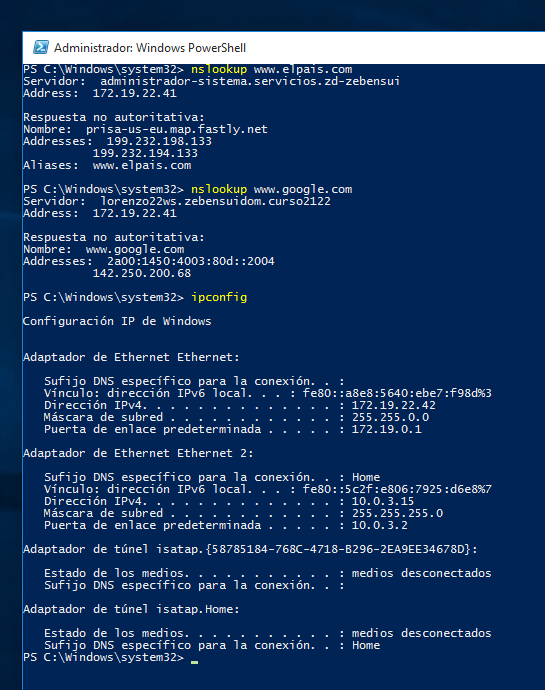 Administrador: Windows PowerShell
PS C:\Windows\system32> nslookup www.elpais.com
Servidor:  administrador-sistema.servicios.zd-zebensui
Address:  172.19.22.41
Respuesta no autoritativa:
Nombre:  prisa-us-eu.map.fastly.net
Addresses:  199.232.198.133
199.232.194.133
Aliases:  www.elpais.com
PS C:\Windows\system32> nslookup www.google.com
Servidor:  lorenzo22ws.zebensuidom.curso2122
Address:  172.19.22.41
Respuesta no autoritativa:
Nombre:  www.google.com
Addresses:  2a00:1450:4003:80d::2004
142.250.200.68
PS C:\Windows\system32> ipconfig
Configuración IP de Windows
Adaptador de Ethernet Ethernet:
Sufijo DNS específico para la conexión. . :
Vínculo: dirección IPv6 local. . . : fe80::a8e8:5640:ebe7:f98d%3
Dirección IPv4. . . . . . . . . . . . . . : 172.19.22.42
Máscara de subred . . . . . . . . . . . . : 255.255.0.0
Puerta de enlace predeterminada . . . . . : 172.19.0.1
Adaptador de Ethernet Ethernet 2:
Sufijo DNS específico para la conexión. . : Home
Vínculo: dirección IPv6 local. . . : fe80::5c2f:e806:7925:d6e8%7
Dirección IPv4. . . . . . . . . . . . . . : 10.0.3.15
Máscara de subred . . . . . . . . . . . . : 255.255.255.0
Puerta de enlace predeterminada . . . . . : 10.0.3.2
Adaptador de túnel isatap.{58785184-768C-4718-B296-2EA9EE34678D}:
Estado de los medios. . . . . . . . . . . : medios desconectados
Sufijo DNS específico para la conexión. . :
Adaptador de túnel isatap.Home:
Estado de los medios. . . . . . . . . . . : medios desconectados
Sufijo DNS específico para la conexión. . : Home
PS C:\Windows\system32>